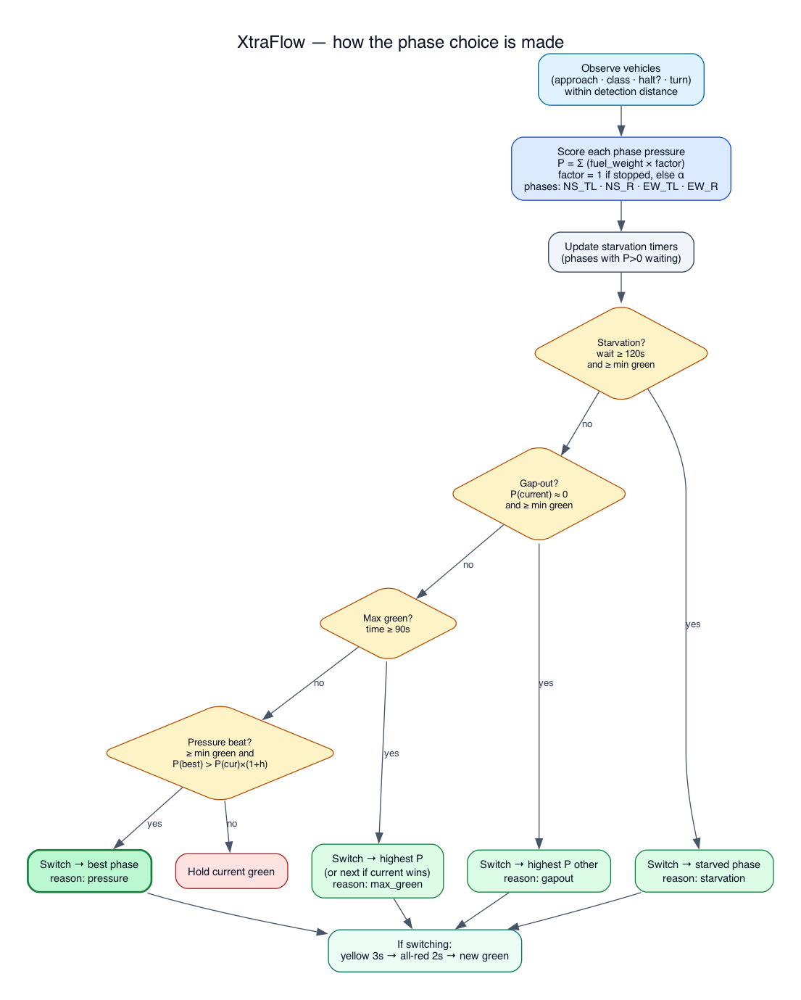 XtraFlow — how the phase choice is made
Observe vehicles
(approach · class · halt? · turn)
within detection distance
Score each phase pressure
P = Σ (fuel_weight × factor)
factor = 1 if stopped, else α
phases: NS_TL · NS_R · EW_TL · EW_R
Update starvation timers
(phases with P>0 waiting)
Starvation?
wait ≥ 120s
and ≥ min green
no
Gap-out?
P(current) ≈ 0
and ≥ min green
no
Max green?
time ≥ 90s
yes
no
yes
Pressure beat?
≥ min green and
P(best) > P(cur)×(1+h)
yes
yes
no
Switch → best phase
reason: pressure
Hold current green
Switch → highest P
(or next if current wins)
reason: max_green
Switch → highest P other
reason: gapout
Switch → starved phase
reason: starvation
If switching:
yellow 3s → all-red 2s → new green